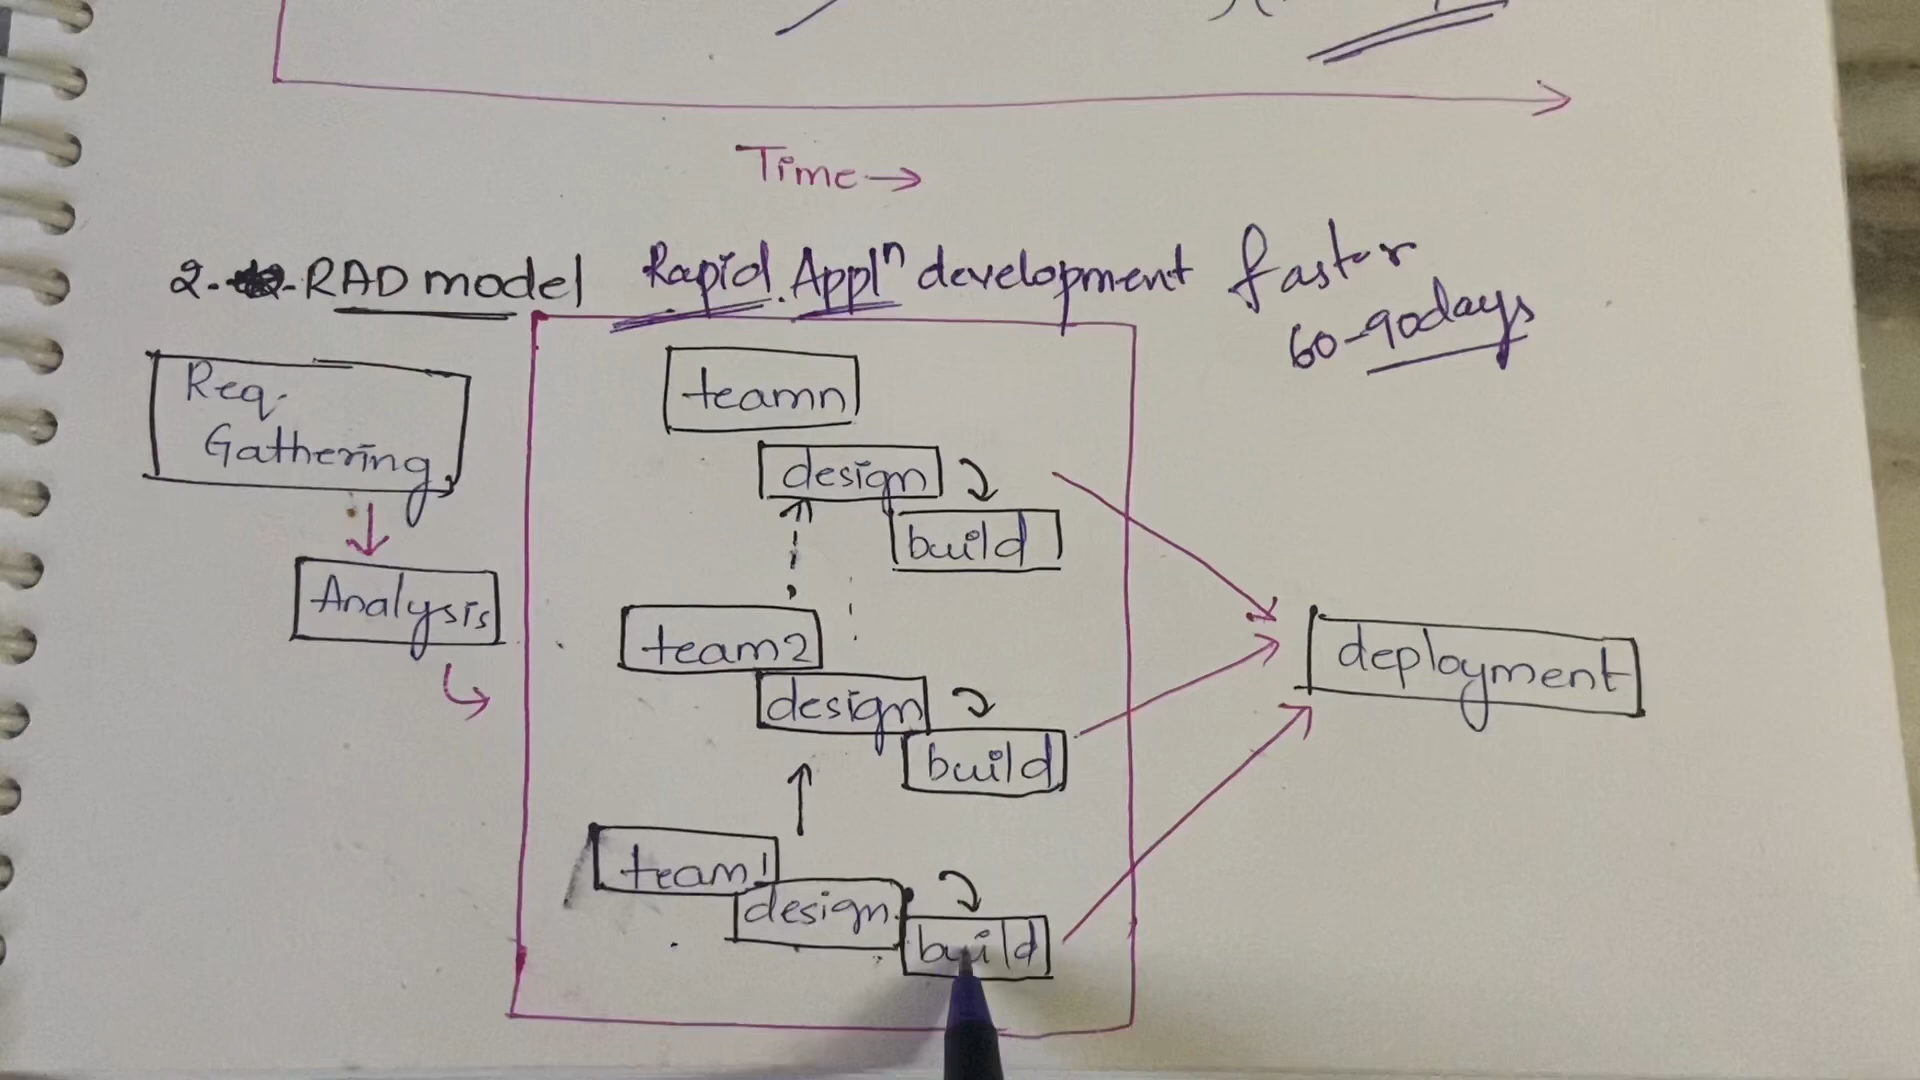 Time →
2. RAD model Rapid Appln development faster
60-90days
Req.
Gathering
Analysis
teamn
design
build
team2
design
build
team1
design
build
deployment